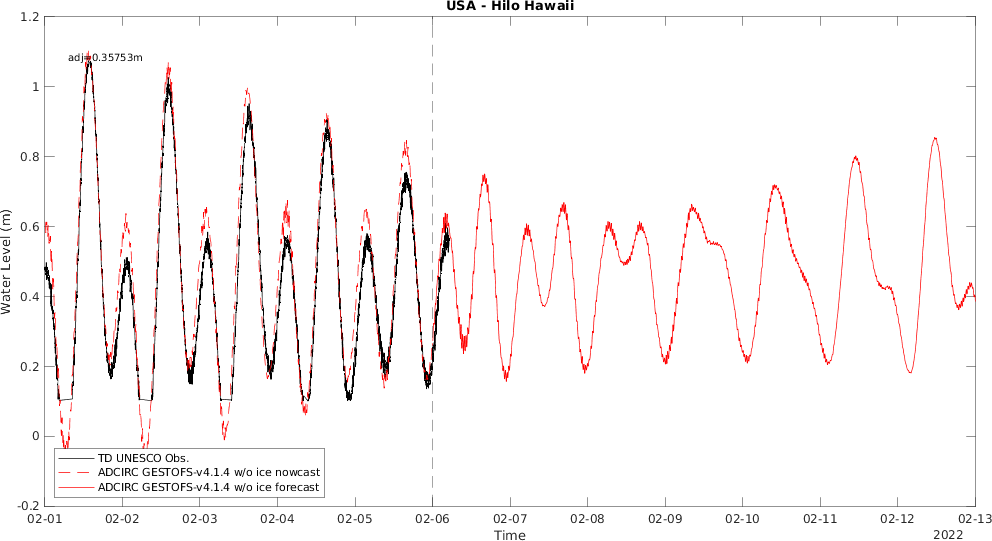 USA - Hilo Hawaii
adj=0.35753m
1.2
1
0.8
0.6
0.4
0.2
0
-0.2
Water Level (m)
TD UNESCO Obs.
ADCIRC GESTOFS-v4.1.4 w/o ice nowcast
ADCIRC GESTOFS-v4.1.4 w/o ice forecast
02-01 02-02 02-03 02-04 02-05 02-06 02-07 02-08 02-09 02-10 02-11 02-12 02-13
Time
2022